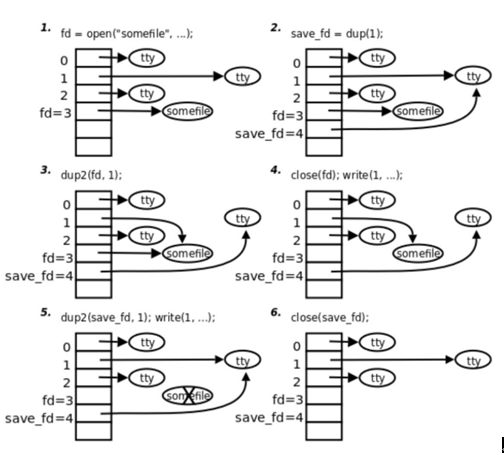 1. fd = open("somefile", ...);
0 tty
1 tty
2 tty
fd=3 somefile
2. save_fd = dup(1);
0 tty
1 tty
2 tty
fd=3 somefile
save_fd=4
3. dup2(fd, 1);
0 tty
1 tty
2 tty
fd=3 somefile
save_fd=4
4. close(fd); write(1, ...);
0 tty
1 tty
2 tty
fd=3 somefile
save_fd=4
5. dup2(save_fd, 1); write(1, ...);
0 tty
1 tty
2 tty
fd=3 somefile
save_fd=4
6. close(save_fd);
0 tty
1 tty
2 tty
fd=3
save_fd=4